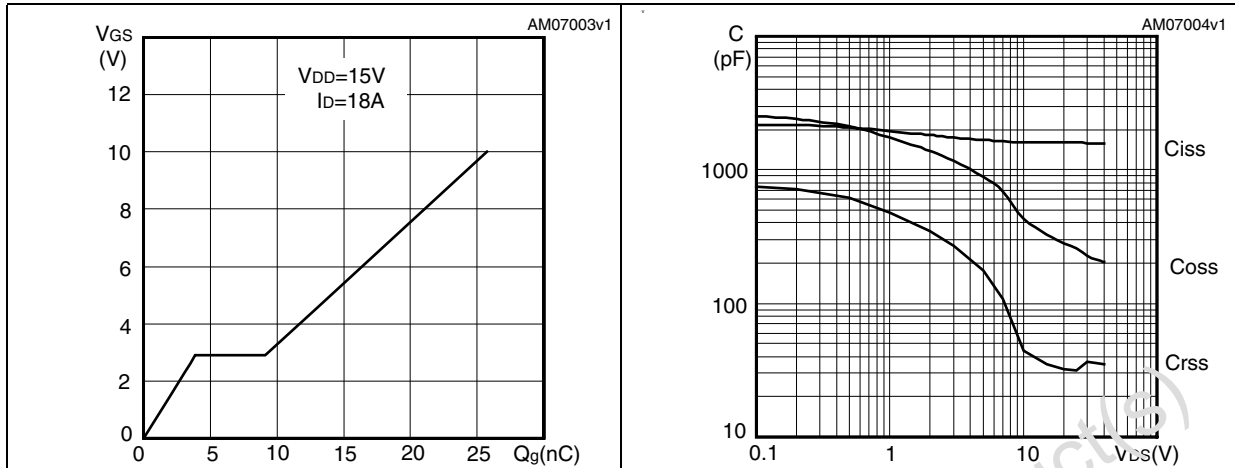 AM07003v1
VGS
(V)
VDD=15V
ID=18A
12
10
8
6
4
2
0
0 5 10 15 20 25 Qg(nC)
AM07004v1
C
(pF)
1000
100
10
0.1 1 10 VDS(V)
Ciss
Coss
Crss